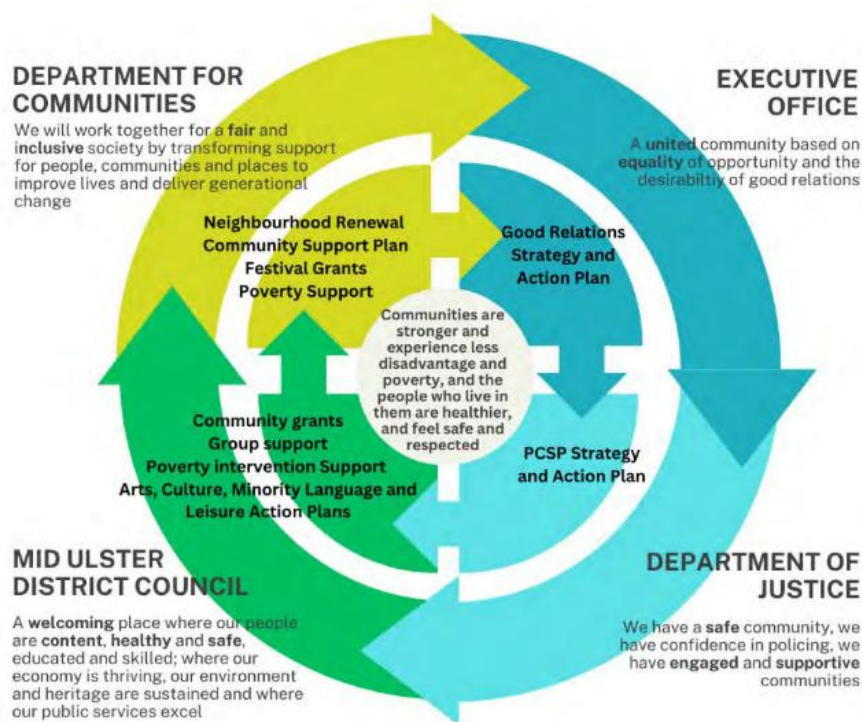 DEPARTMENT FOR
COMMUNITIES
We will work together for a fair and
inclusive society by transforming support
for people, communities and places to
improve lives and deliver generational
change
EXECUTIVE
OFFICE
A united community based on
equality of opportunity and the
desirabiltiy of good relations
Neighbourhood Renewal
Community Support Plan
Festival Grants
Poverty Support
Good Relations
Strategy and
Action Plan
Communities are
stronger and
experience less
disadvantage and
poverty, and the
people who live in
them are healthier,
and feel safe and
respected
Community grants
Group support
Poverty intervention Support
Arts, Culture, Minority Language and
Leisure Action Plans
PCSP Strategy
and Action Plan
MID ULSTER
DISTRICT COUNCIL
A welcoming place where our people
are content, healthy and safe,
educated and skilled; where our
economy is thriving, our environment
and heritage are sustained and where
our public services excel
DEPARTMENT OF
JUSTICE
We have a safe community, we
have confidence in policing, we
have engaged and supportive
communities